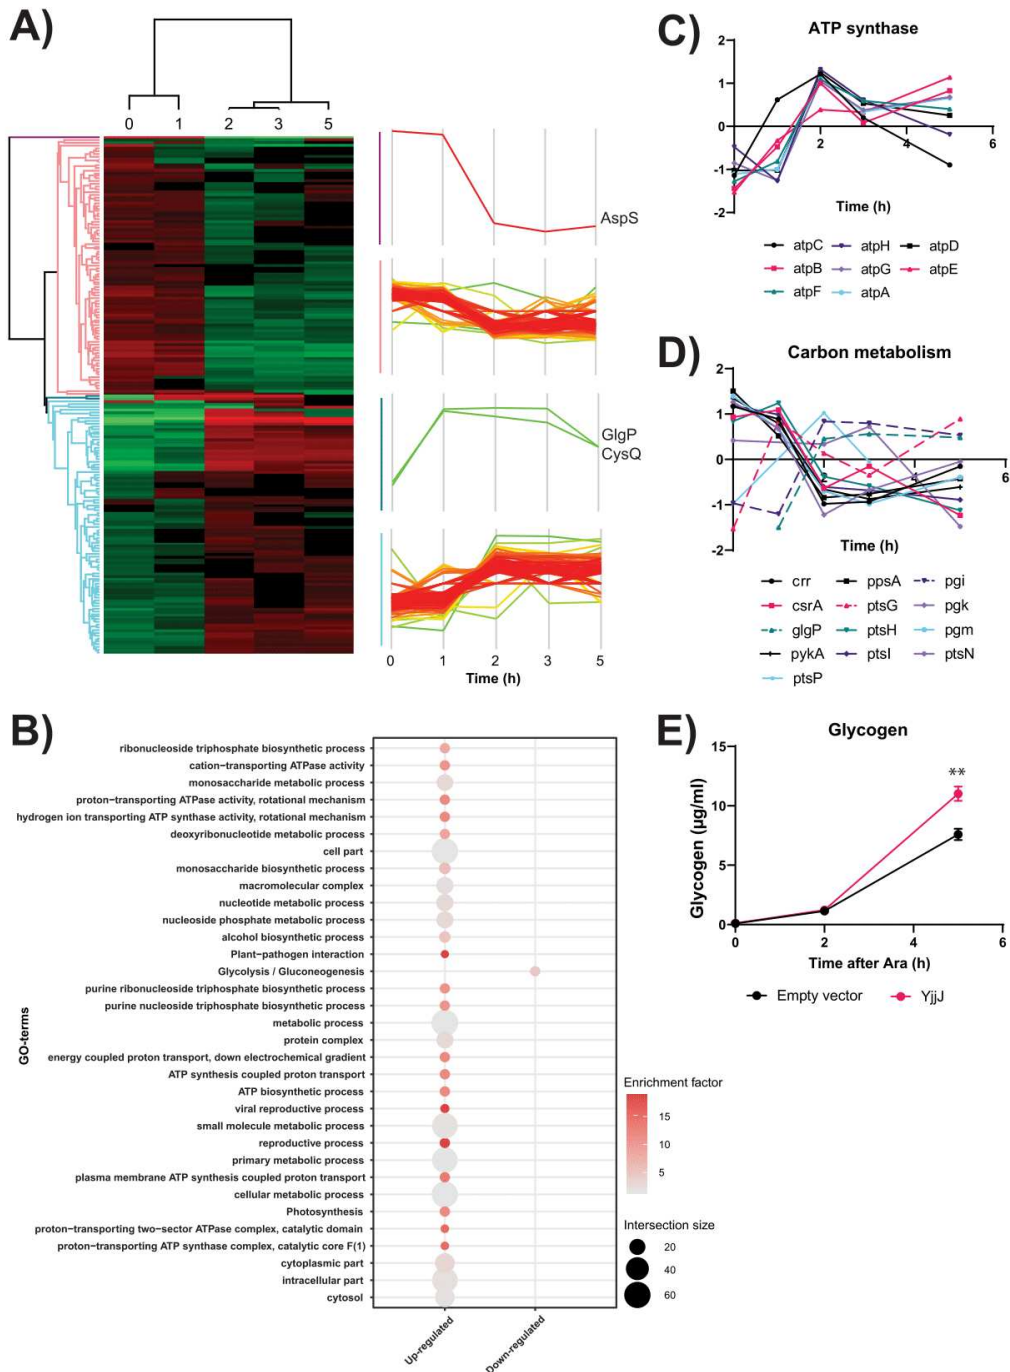 A)
0 1 2 3 5
AspS
GlgP
CysQ
0 1 2 3 5
Time (h)
B)
GO-terms
ribonucleoside triphosphate biosynthetic process
cation−transporting ATPase activity
monosaccharide metabolic process
proton−transporting ATPase activity, rotational mechanism
hydrogen ion transporting ATP synthase activity, rotational mechanism
deoxyribonucleotide metabolic process
cell part
monosaccharide biosynthetic process
macromolecular complex
nucleotide metabolic process
nucleoside phosphate metabolic process
alcohol biosynthetic process
Plant−pathogen interaction
Glycolysis / Gluconeogenesis
purine ribonucleoside triphosphate biosynthetic process
purine nucleoside triphosphate biosynthetic process
metabolic process
protein complex
energy coupled proton transport, down electrochemical gradient
ATP synthesis coupled proton transport
ATP biosynthetic process
viral reproductive process
small molecule metabolic process
reproductive process
primary metabolic process
plasma membrane ATP synthesis coupled proton transport
cellular metabolic process
Photosynthesis
proton−transporting two−sector ATPase complex, catalytic domain
proton−transporting ATP synthase complex, catalytic core F(1)
cytoplasmic part
intracellular part
cytosol
Up−regulated
Down−regulated
Enrichment factor
15
10
5
Intersection size
20
40
60
C)
ATP synthase
2
1
0
-1
-2
2 4 6
Time (h)
atpC atpH atpD
atpB atpG atpE
atpF atpA
D)
Carbon metabolism
2
1
0
-1
-2
2 4 6
Time (h)
crr ppsA pgi
csrA ptsG pgk
glgP ptsH pgm
pykA ptsI ptsN
ptsP
E)
Glycogen
Glycogen (µg/ml)
15
10
5
0
**
0 2 4 6
Time after Ara (h)
Empty vector YjjJ